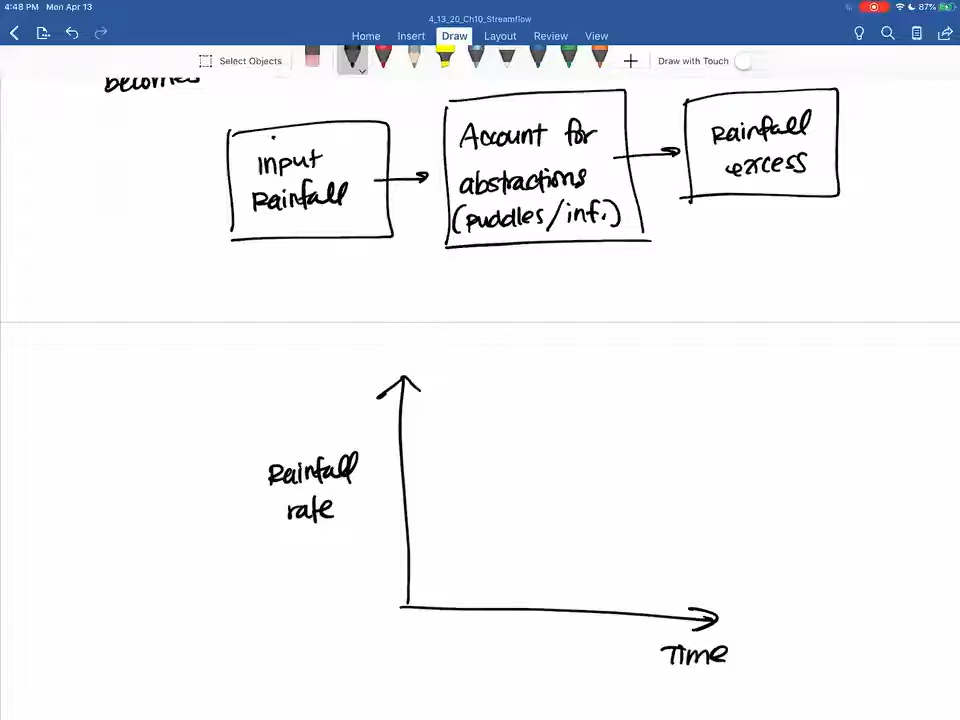 4:48 PM Mon Apr 13
87%
4_13_20_Ch10_Streamflow
Home Insert Draw Layout Review View
Select Objects
Draw with Touch
becomes
Input
Rainfall
Account for
abstractions
(puddles/inf.)
Rainfall
excess
Rainfall
rate
Time